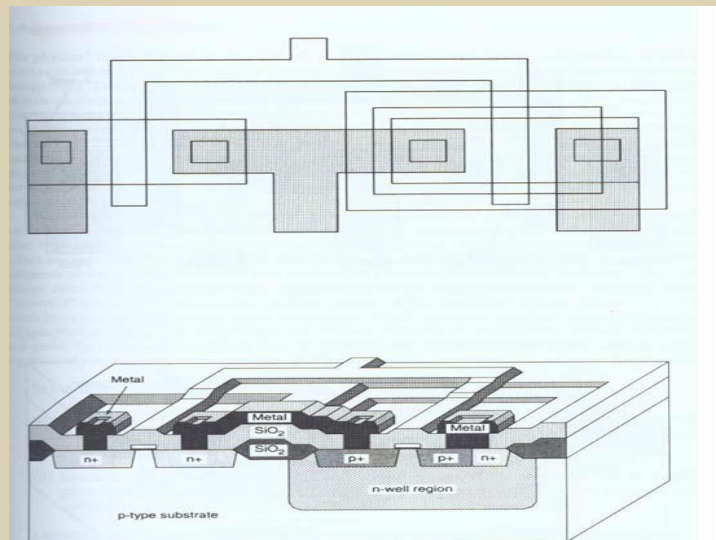 Metal
Metal
Metal
SiO2
SiO2
n+
n+
p+
p+
n+
n-well region
p-type substrate